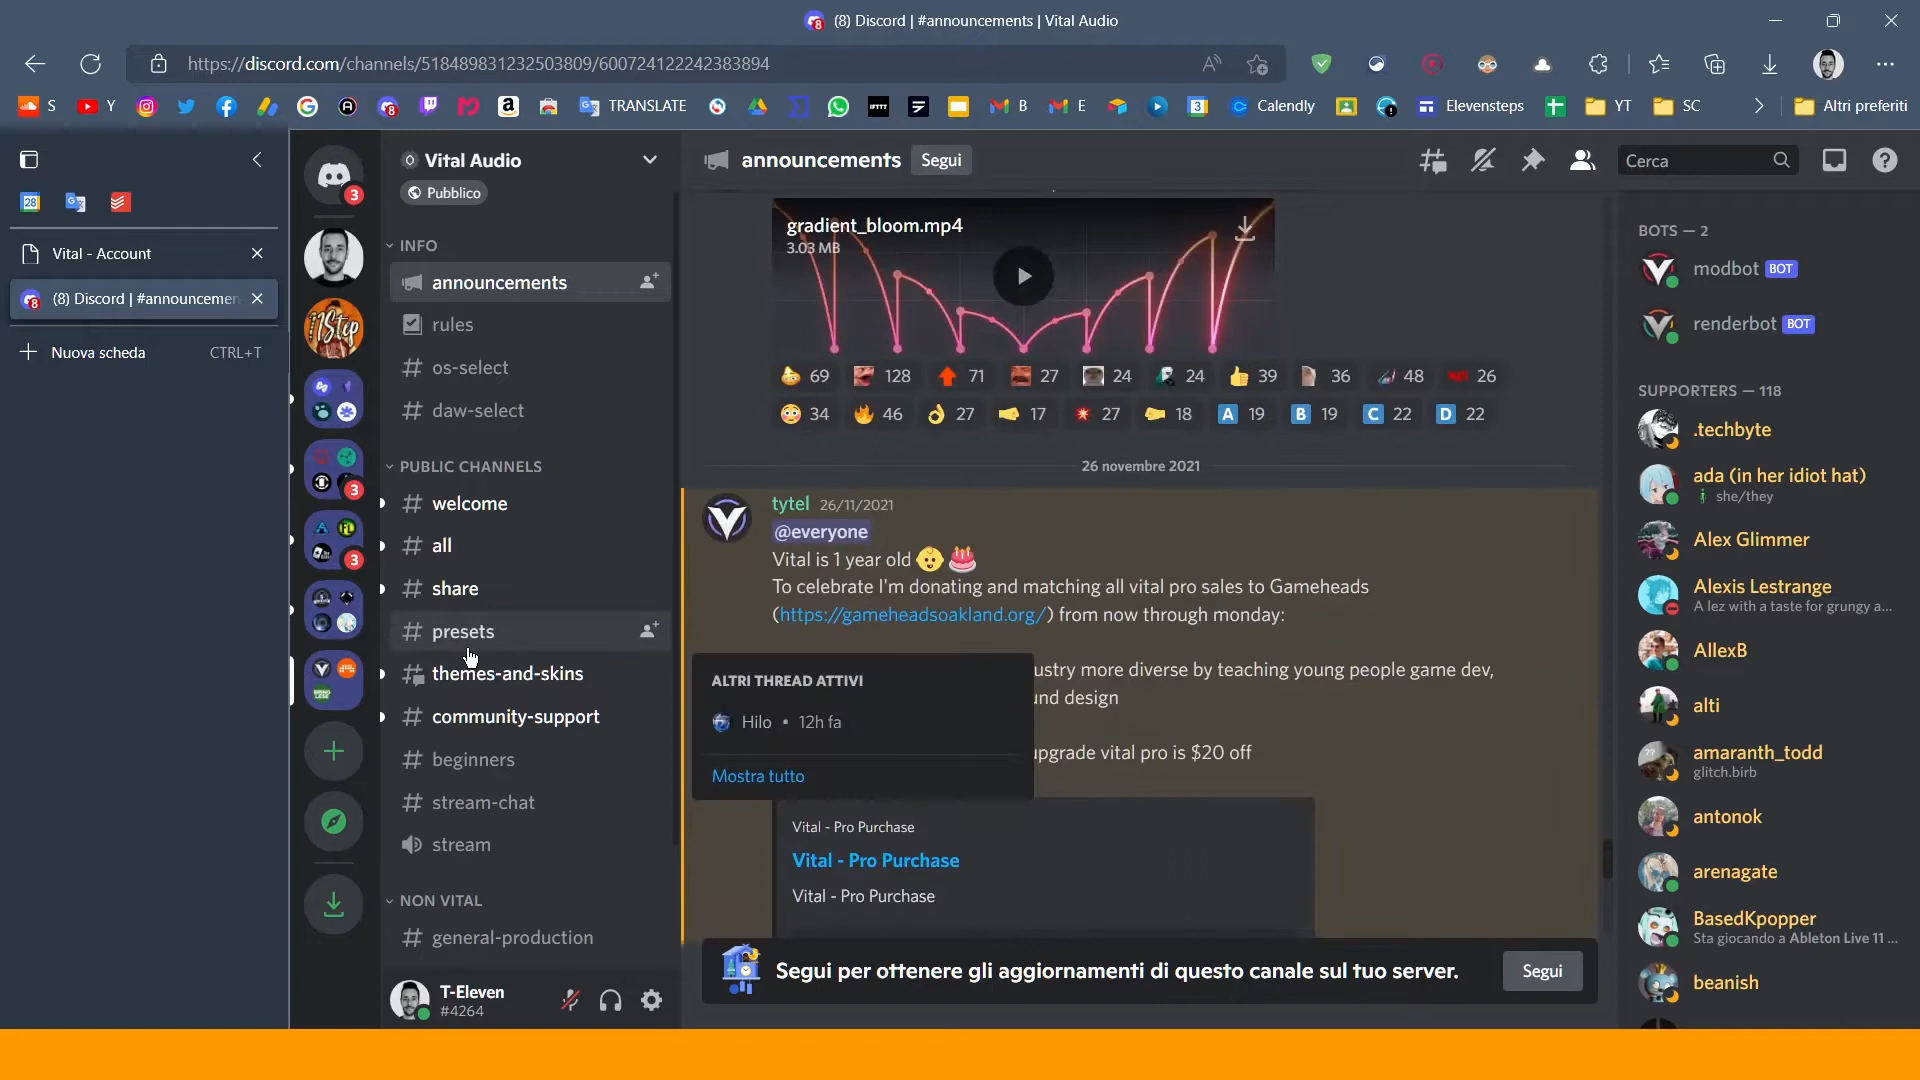 (8) Discord | #announcements | Vital Audio
https://discord.com/channels/518489831232503809/600724122242383894
S
Y
TRANSLATE
B
E
Calendly
Elevensteps
YT
SC
Altri preferiti
Vital - Account
(8) Discord | #announcemen
Nuova scheda
CTRL+T
Vital Audio
Pubblico
INFO
announcements
rules
os-select
daw-select
PUBLIC CHANNELS
welcome
all
share
presets
themes-and-skins
community-support
beginners
stream-chat
stream
NON VITAL
general-production
T-Eleven
#4264
announcements
Segui
Cerca
gradient_bloom.mp4
3.03 MB
69 128 71 27 24 24 39 36 48 26
34 46 27 17 27 18 A 19 B 19 C 22 D 22
26 novembre 2021
tytel 26/11/2021
@everyone
Vital is 1 year old
To celebrate I'm donating and matching all vital pro sales to Gameheads
(https://gameheadsoakland.org/) from now through monday:
ustry more diverse by teaching young people game dev,
und design
upgrade vital pro is $20 off
ALTRI THREAD ATTIVI
Hilo • 12h fa
Mostra tutto
Vital - Pro Purchase
Vital - Pro Purchase
Vital - Pro Purchase
Segui per ottenere gli aggiornamenti di questo canale sul tuo server.
Segui
BOTS — 2
modbot BOT
renderbot BOT
SUPPORTERS — 118
.techbyte
ada (in her idiot hat)
she/they
Alex Glimmer
Alexis Lestrange
A lez with a taste for grungy a...
AllexB
alti
amaranth_todd
glitch.birb
antonok
arenagate
BasedKpopper
Sta giocando a Ableton Live 11 ...
beanish